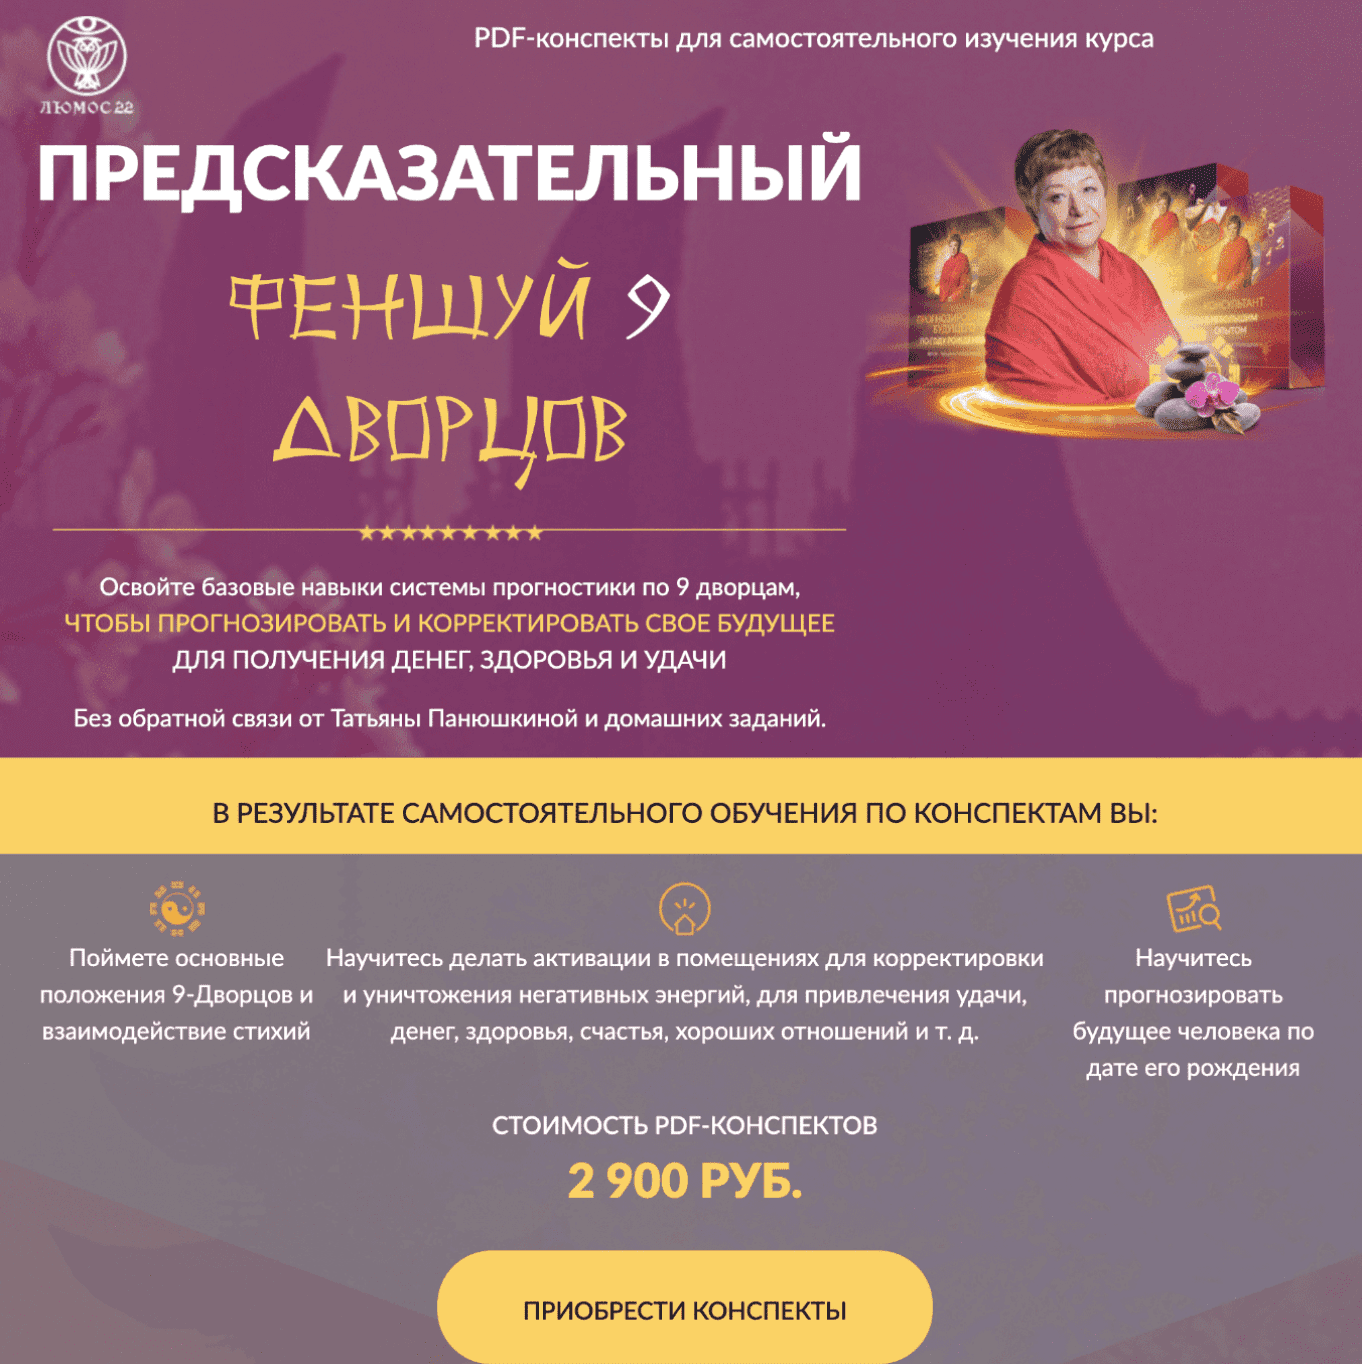 ЛЮМОС 22
PDF-конспекты для самостоятельного изучения курса
ПРЕДСКАЗАТЕЛЬНЫЙ
ФЕНШУЙ 9
ДВОРЦОВ
Освойте базовые навыки системы прогностики по 9 дворцам,
ЧТОБЫ ПРОГНОЗИРОВАТЬ И КОРРЕКТИРОВАТЬ СВОЕ БУДУЩЕЕ
ДЛЯ ПОЛУЧЕНИЯ ДЕНЕГ, ЗДОРОВЬЯ И УДАЧИ
Без обратной связи от Татьяны Панюшкиной и домашних заданий.
В РЕЗУЛЬТАТЕ САМОСТОЯТЕЛЬНОГО ОБУЧЕНИЯ ПО КОНСПЕКТАМ ВЫ:
Поймете основные
положения 9-Дворцов и
взаимодействие стихий
Научитесь делать активации в помещениях для корректировки
и уничтожения негативных энергий, для привлечения удачи,
денег, здоровья, счастья, хороших отношений и т. д.
Научитесь
прогнозировать
будущее человека по
дате его рождения
СТОИМОСТЬ PDF-КОНСПЕКТОВ
2 900 РУБ.
ПРИОБРЕСТИ КОНСПЕКТЫ